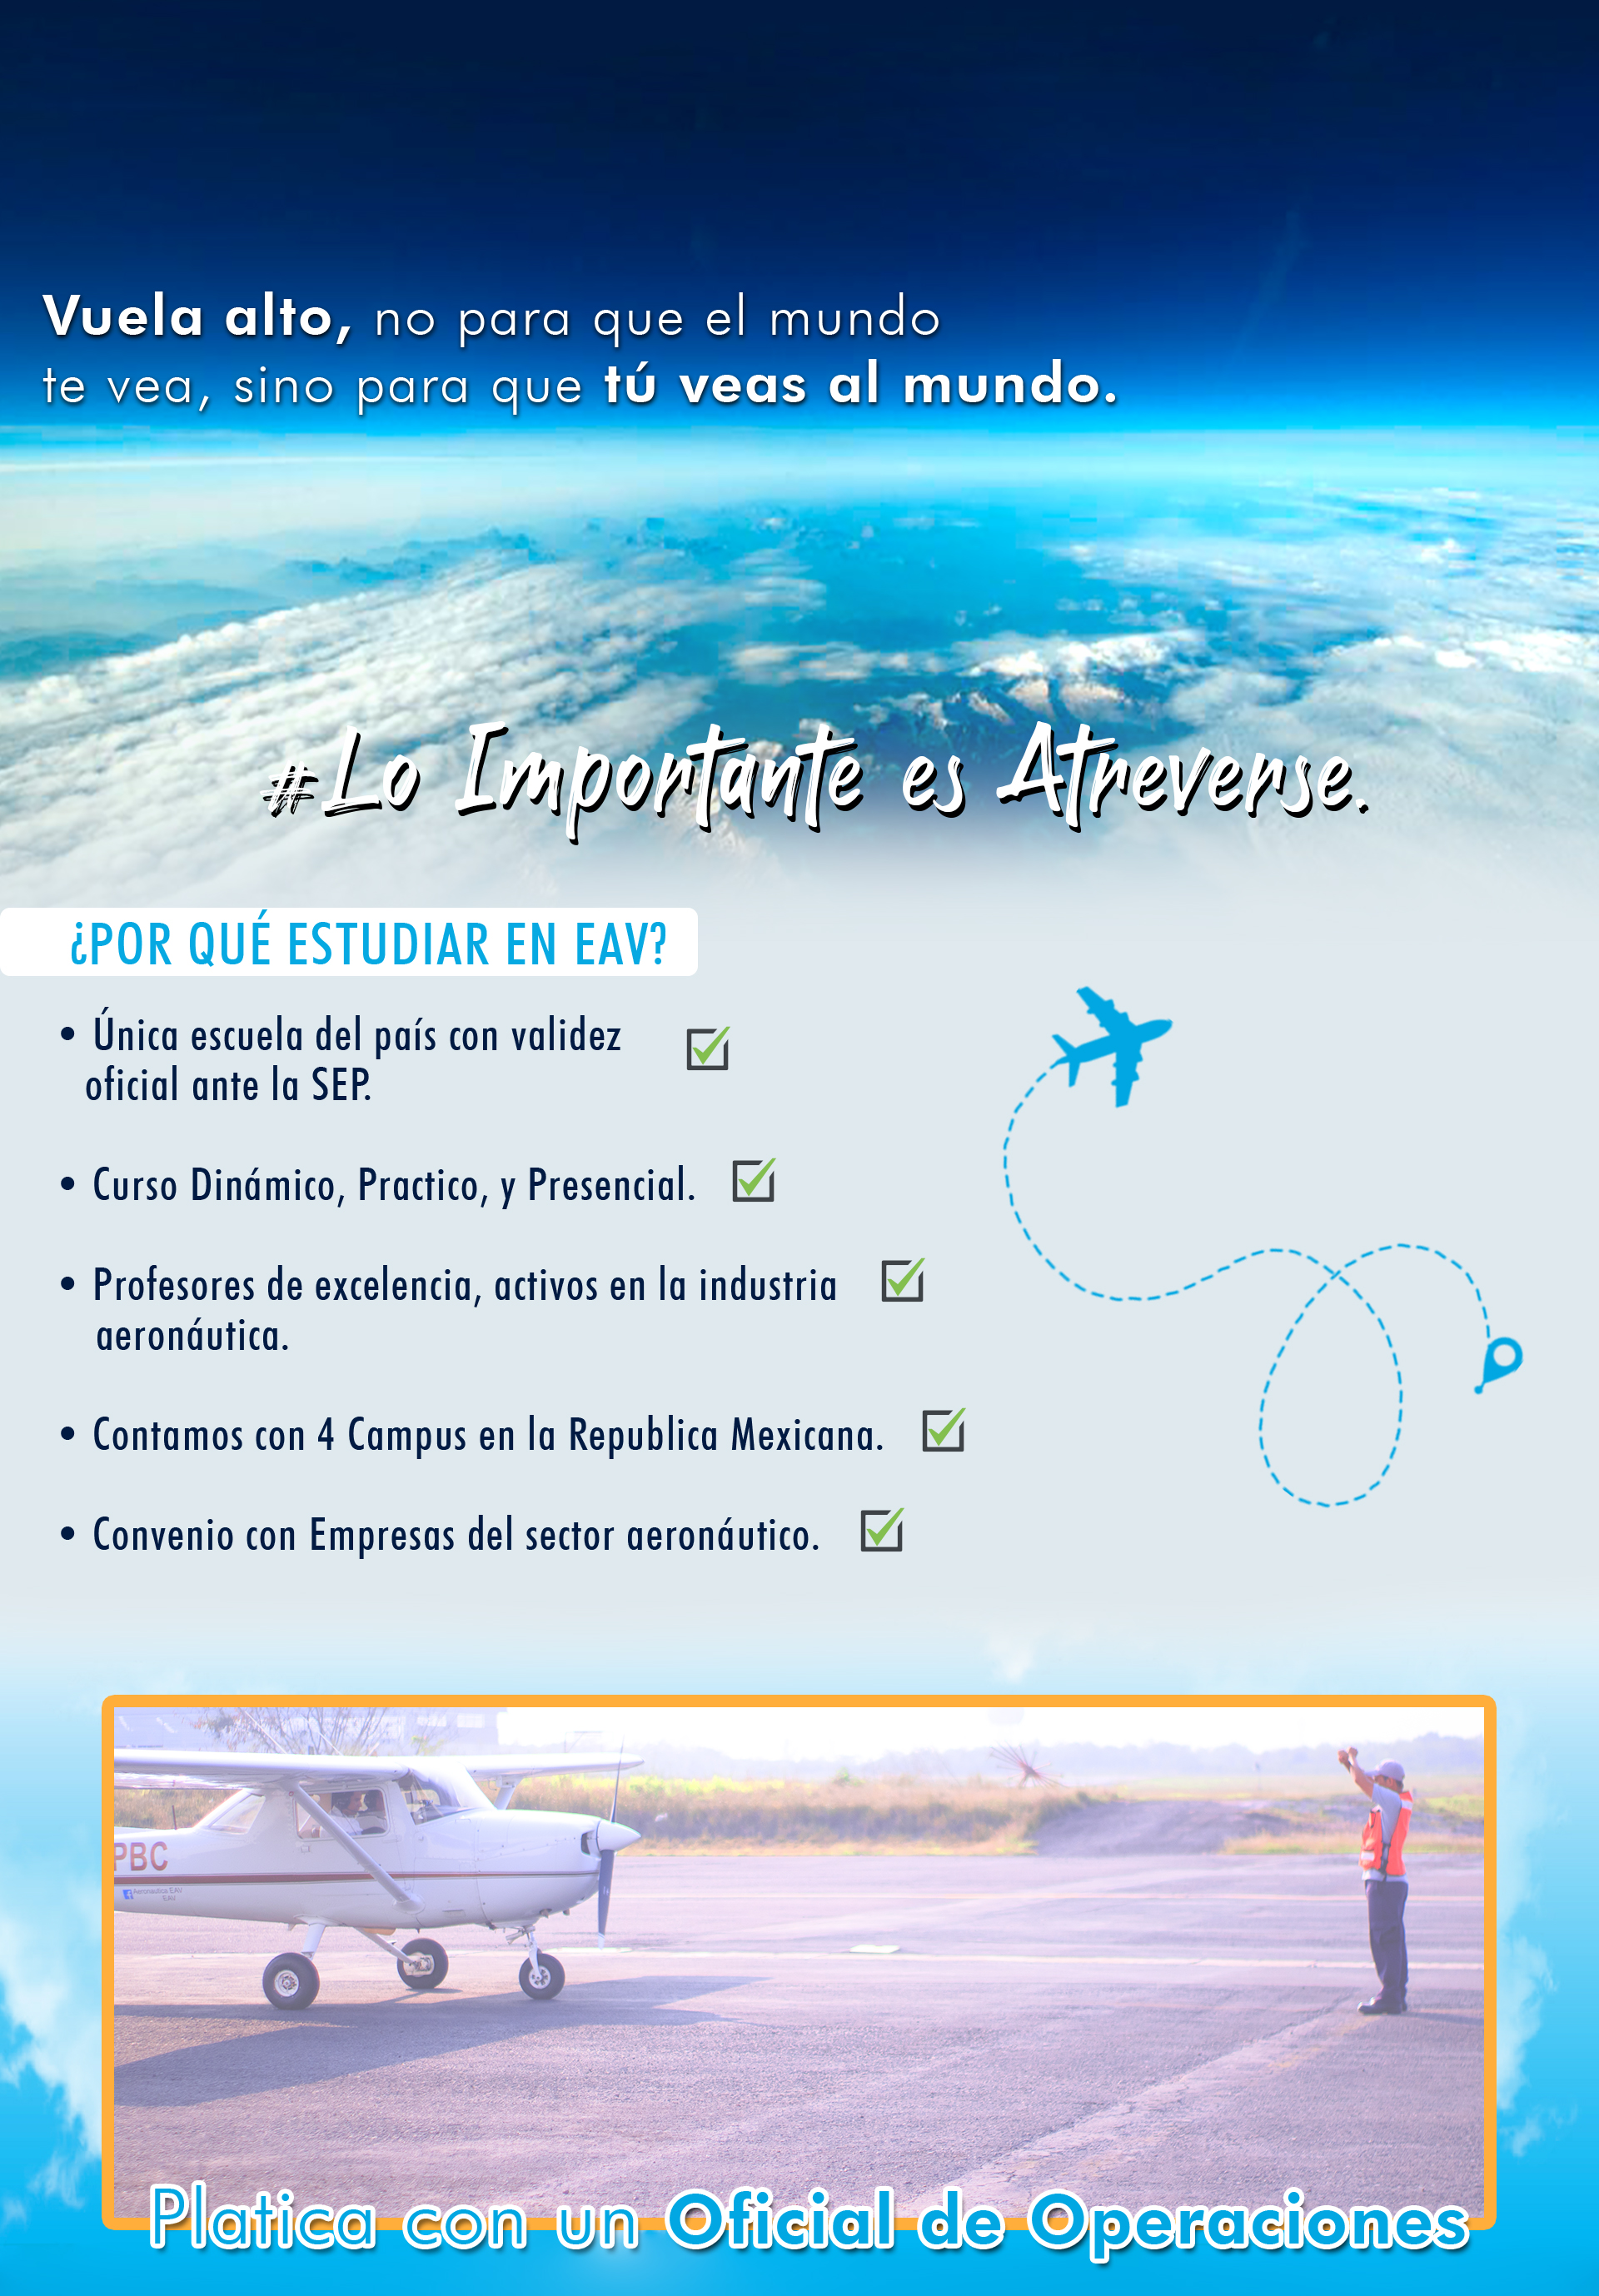 Vuela alto, no para que el mundo
te vea, sino para que tú veas al mundo.
#Lo Importante es Atreverse.
¿POR QUÉ ESTUDIAR EN EAV?
• Única escuela del país con validez
oficial ante la SEP.
• Curso Dinámico, Practico, y Presencial.
• Profesores de excelencia, activos en la industria
aeronáutica.
• Contamos con 4 Campus en la Republica Mexicana.
• Convenio con Empresas del sector aeronáutico.
PBC
Aeronautica EAV
EAV
Platica con un Oficial de Operaciones